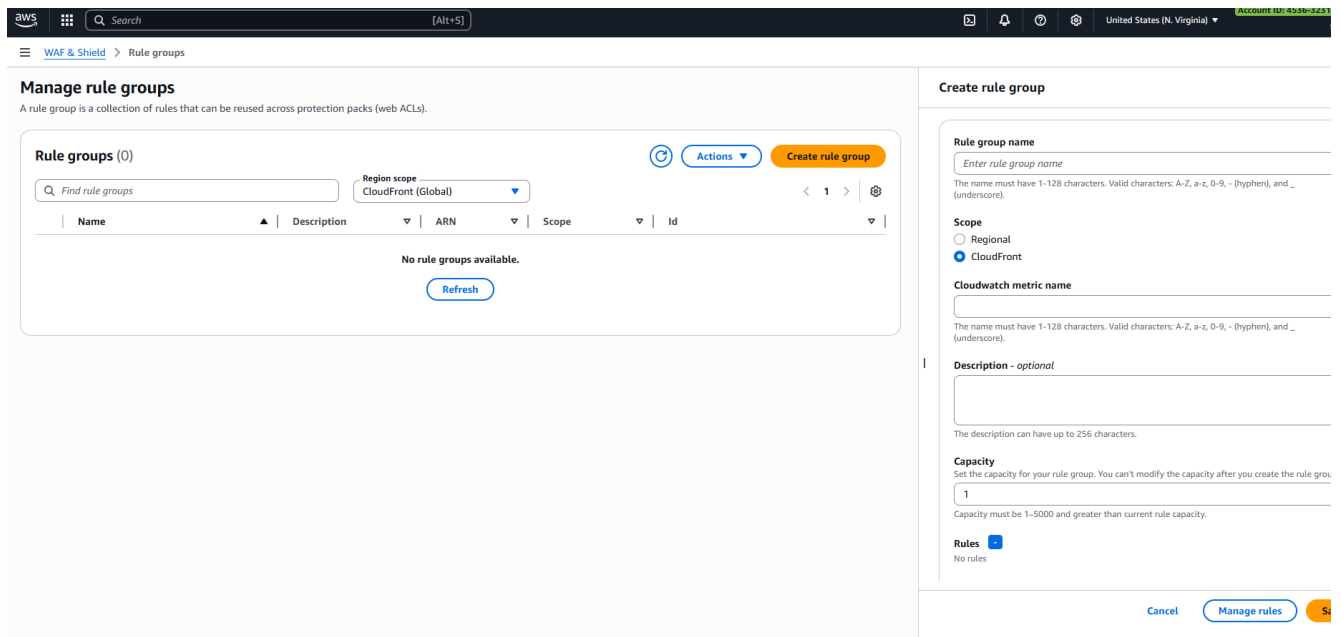 aws
Search
[Alt+S]
United States (N. Virginia)
Account ID: 4536-3231
WAF & Shield > Rule groups
Manage rule groups
A rule group is a collection of rules that can be reused across protection packs (web ACLs).
Rule groups (0)
Actions
Create rule group
Find rule groups
Region scope
CloudFront (Global)
1
Name
Description
ARN
Scope
Id
No rule groups available.
Refresh
Create rule group
Rule group name
Enter rule group name
The name must have 1-128 characters. Valid characters: A-Z, a-z, 0-9, - (hyphen), and _
(underscore).
Scope
Regional
CloudFront
Cloudwatch metric name
The name must have 1-128 characters. Valid characters: A-Z, a-z, 0-9, - (hyphen), and _
(underscore).
Description - optional
The description can have up to 256 characters.
Capacity
Set the capacity for your rule group. You can't modify the capacity after you create the rule grou
1
Capacity must be 1–5000 and greater than current rule capacity.
Rules -
No rules
Cancel
Manage rules
Sa